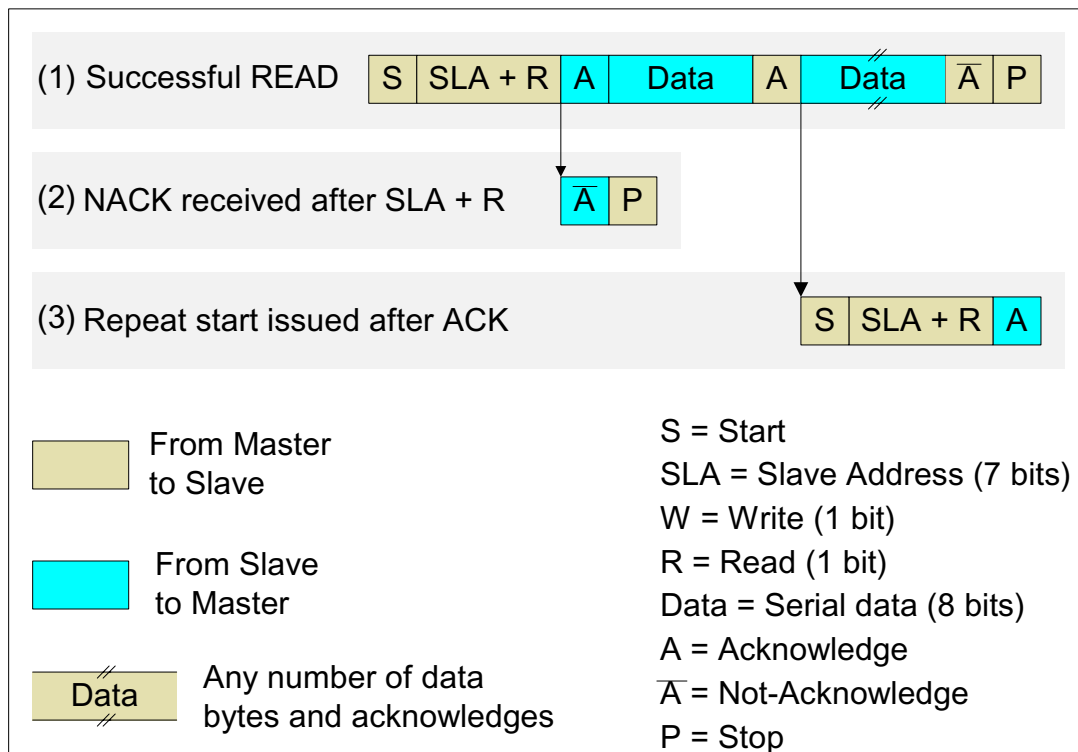 (1) Successful READ S SLA + R A Data A Data A̅ P
(2) NACK received after SLA + R A̅ P
(3) Repeat start issued after ACK S SLA + R A
From Master
to Slave
From Slave
to Master
Data Any number of data
bytes and acknowledges
S = Start
SLA = Slave Address (7 bits)
W = Write (1 bit)
R = Read (1 bit)
Data = Serial data (8 bits)
A = Acknowledge
A̅ = Not-Acknowledge
P = Stop